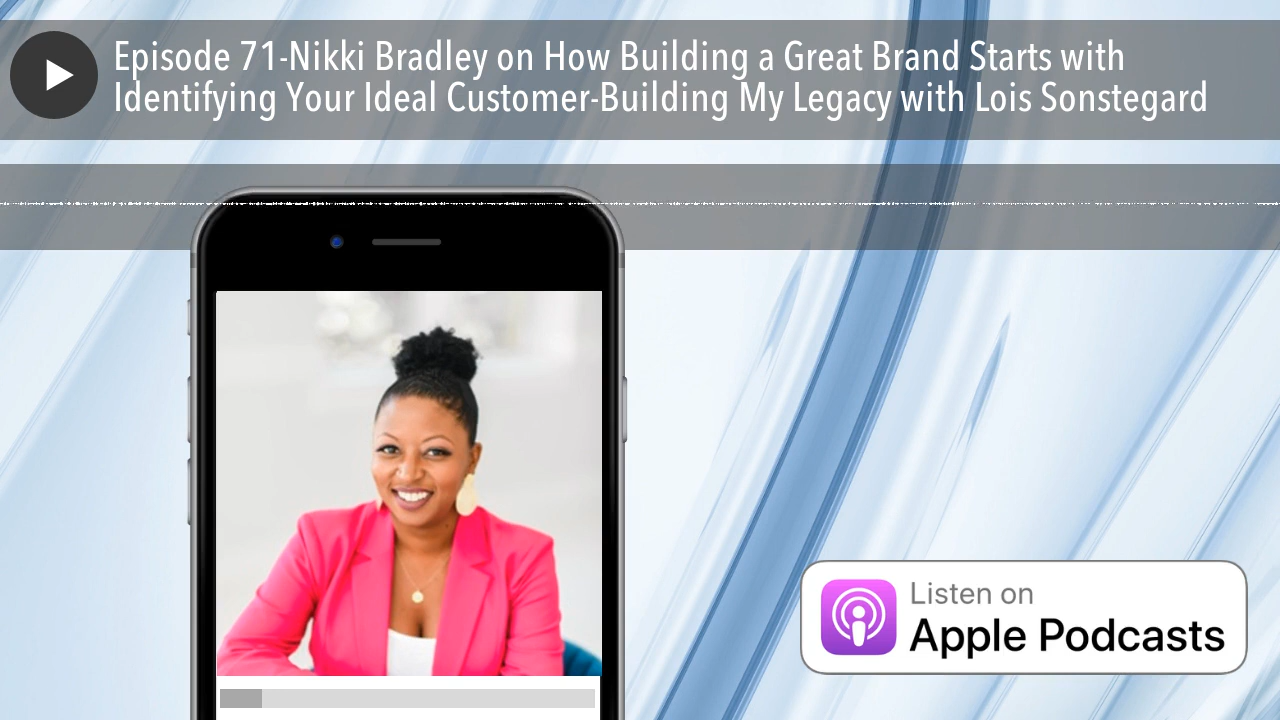 Episode 71-Nikki Bradley on How Building a Great Brand Starts with
Identifying Your Ideal Customer-Building My Legacy with Lois Sonstegard
Listen on
Apple Podcasts